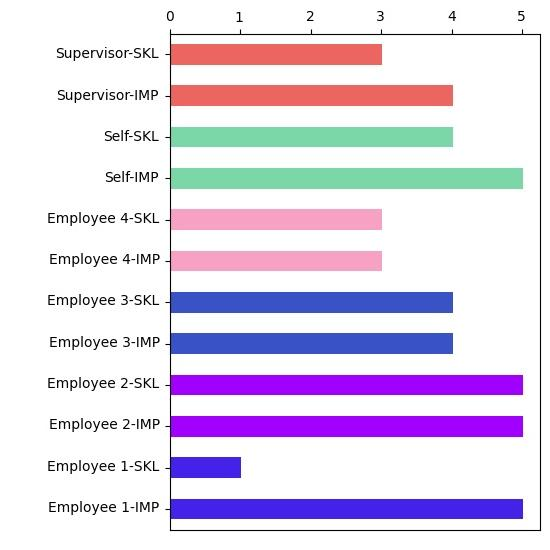 0 1 2 3 4 5
Supervisor-SKL
Supervisor-IMP
Self-SKL
Self-IMP
Employee 4-SKL
Employee 4-IMP
Employee 3-SKL
Employee 3-IMP
Employee 2-SKL
Employee 2-IMP
Employee 1-SKL
Employee 1-IMP